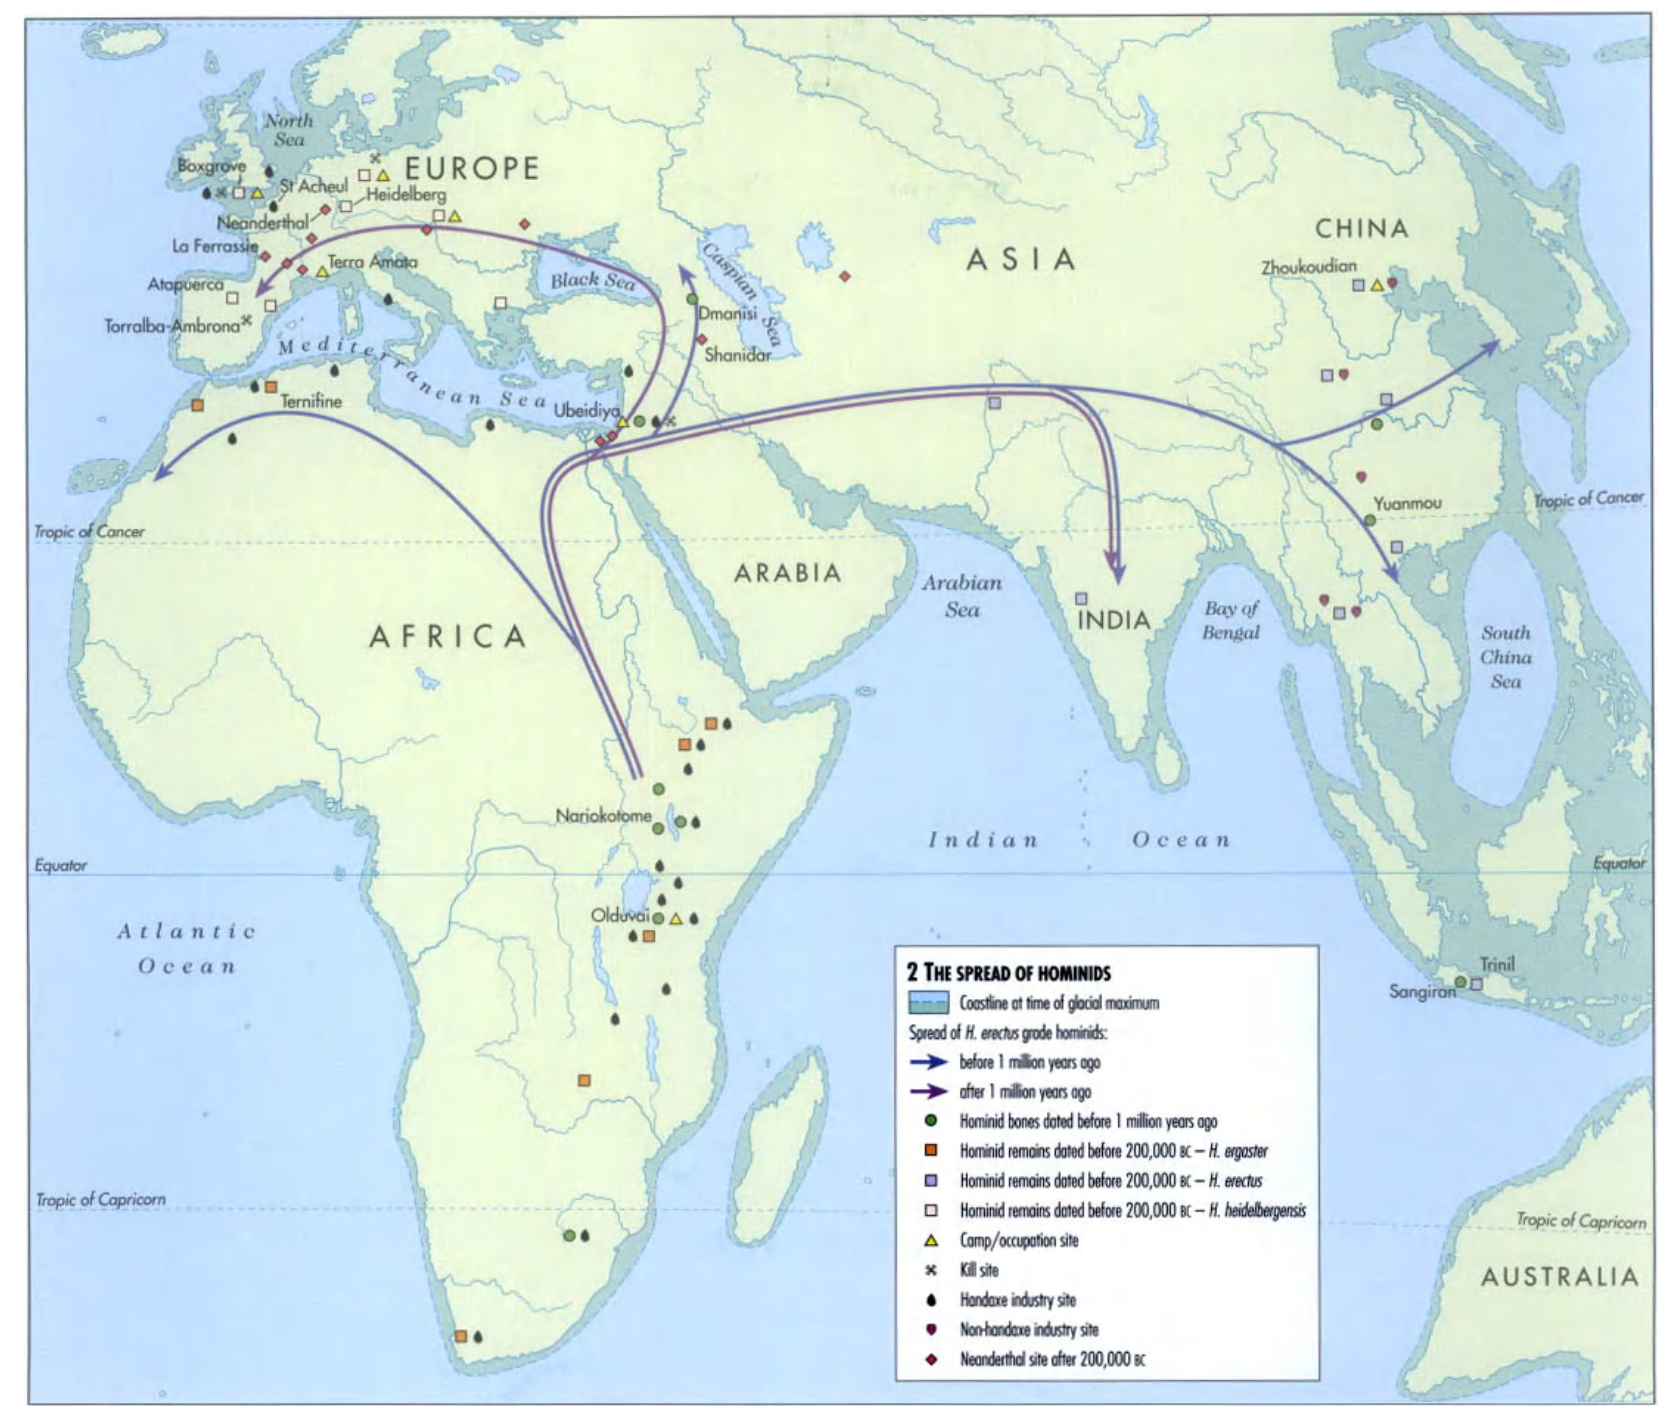 North
Sea
Boxgrove
EUROPE
St Acheul
Heidelberg
Neanderthal
La Ferrassie
Terra Amata
Atapuerca
Torralba-Ambrona
Black Sea
Caspian Sea
Dmanisi
Shanidar
ASIA
CHINA
Zhoukoudian
Mediterranean Sea
Ternifine
Ubeidiya
Tropic of Cancer
Tropic of Cancer
Yuanmou
ARABIA
Arabian
Sea
INDIA
Bay of
Bengal
South
China
Sea
AFRICA
Nariokotome
Indian Ocean
Equator
Equator
Olduvai
Atlantic
Ocean
Trinil
Sangiran
2 THE SPREAD OF HOMINIDS
Coastline at time of glacial maximum
Spread of H. erectus grade hominids:
before 1 million years ago
after 1 million years ago
Hominid bones dated before 1 million years ago
Hominid remains dated before 200,000 BC – H. ergaster
Hominid remains dated before 200,000 BC – H. erectus
Hominid remains dated before 200,000 BC – H. heidelbergensis
Camp/occupation site
Kill site
Handaxe industry site
Non-handaxe industry site
Neanderthal site after 200,000 BC
Tropic of Capricorn
Tropic of Capricorn
AUSTRALIA